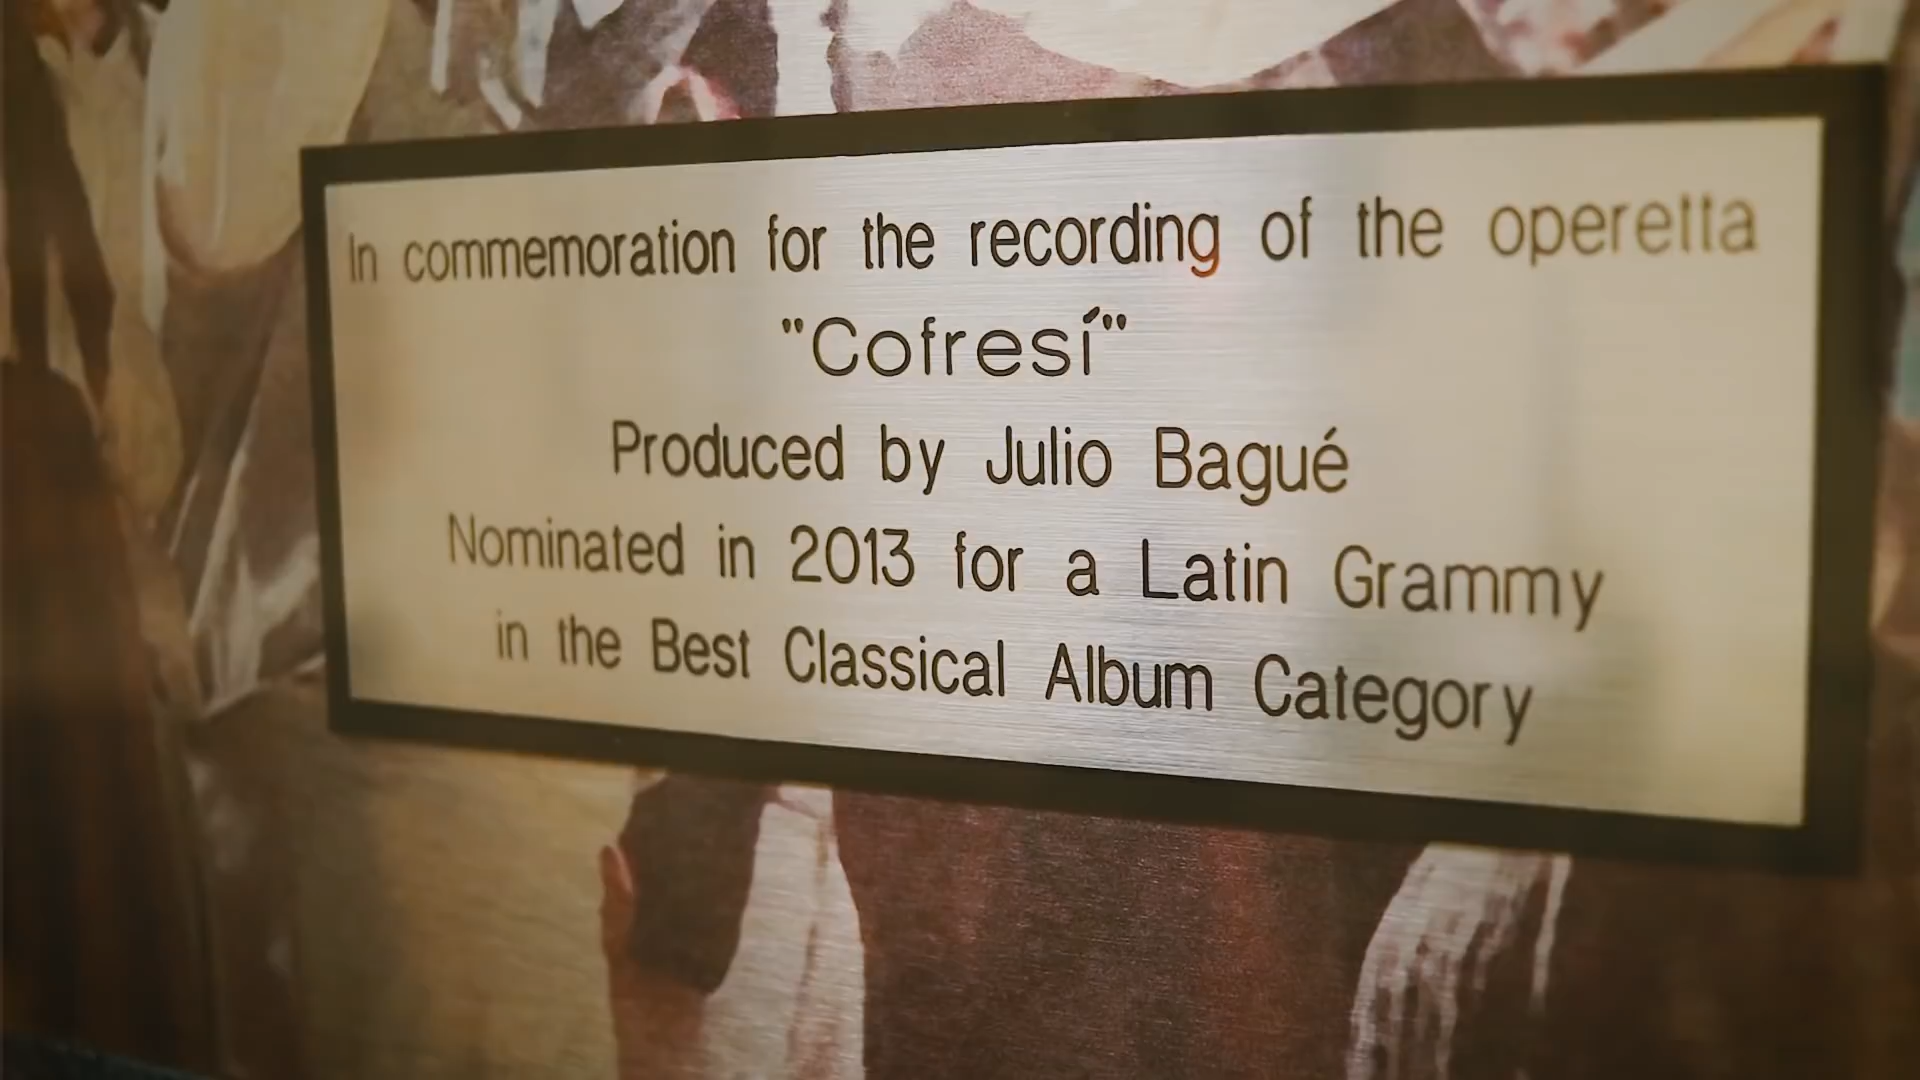 In commemoration for the recording of the operetta
"Cofresí"
Produced by Julio Bagué
Nominated in 2013 for a Latin Grammy
in the Best Classical Album Category